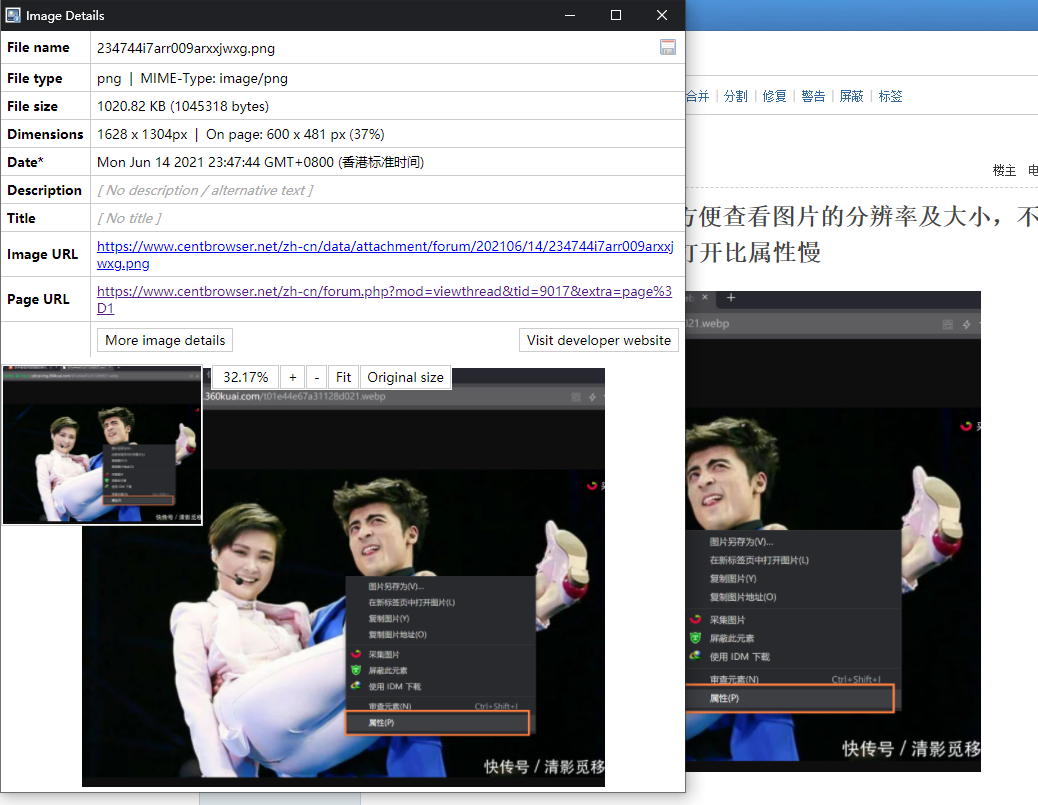 Image Details
File name 234744i7arr009arxxjwxg.png
File type png | MIME-Type: image/png
File size 1020.82 KB (1045318 bytes)
Dimensions 1628 x 1304px | On page: 600 x 481 px (37%)
Date* Mon Jun 14 2021 23:47:44 GMT+0800 (香港标准时间)
Description [ No description / alternative text ]
Title [ No title ]
Image URL https://www.centbrowser.net/zh-cn/data/attachment/forum/202106/14/234744i7arr009arxxj
wxg.png
Page URL https://www.centbrowser.net/zh-cn/forum.php?mod=viewthread&tid=9017&extra=page%3
D1
More image details Visit developer website
32.17% + - Fit Original size
.360kuai.com/t01e44e67a31128d021.webp
图片另存为(V)...
在新标签页中打开图片(L)
复制图片(Y)
复制图片地址(O)
采集图片
屏蔽此元素
使用 IDM 下载
审查元素(N) Ctrl+Shift+I
属性(P)
快传号 / 清影觅移
合并 | 分割 | 修复 | 警告 | 屏蔽 | 标签
楼主
方便查看图片的分辨率及大小，不
打开比属性慢
21.webp
图片另存为(V)...
在新标签页中打开图片(L)
复制图片(Y)
复制图片地址(O)
采集图片
屏蔽此元素
使用 IDM 下载
审查元素(N) Ctrl+Shift+I
属性(P)
快传号 / 清影觅移